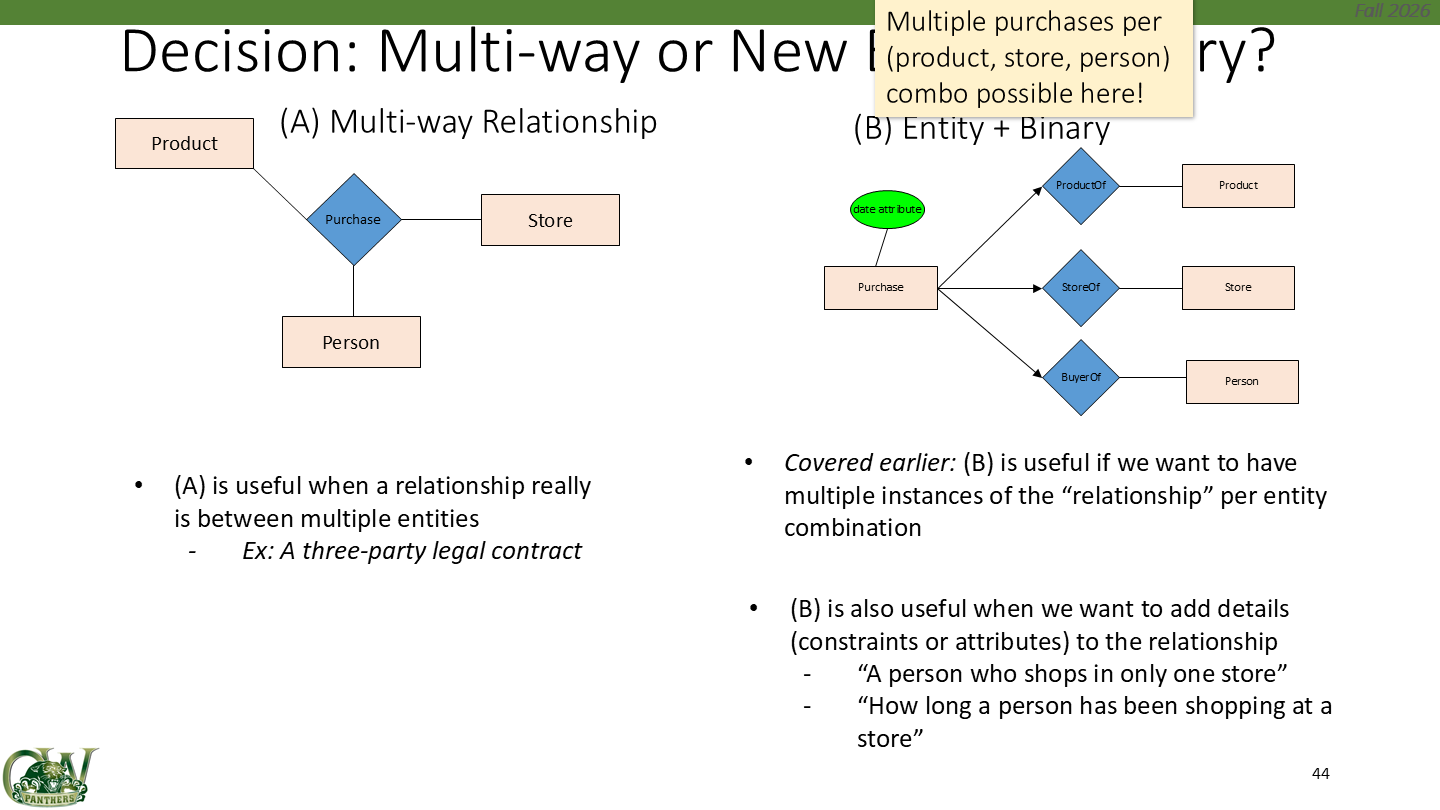 Fall 2026
Decision: Multi-way or New
ry?
Multiple purchases per
(product, store, person)
combo possible here!
(A) Multi-way Relationship
Product
Purchase
Store
Person
(B) Entity + Binary
date attribute
Purchase
ProductOf
Product
StoreOf
Store
BuyerOf
Person
• (A) is useful when a relationship really
is between multiple entities
- Ex: A three-party legal contract
• Covered earlier: (B) is useful if we want to have
multiple instances of the “relationship” per entity
combination
• (B) is also useful when we want to add details
(constraints or attributes) to the relationship
- “A person who shops in only one store”
- “How long a person has been shopping at a
store”
PANTHERS
44